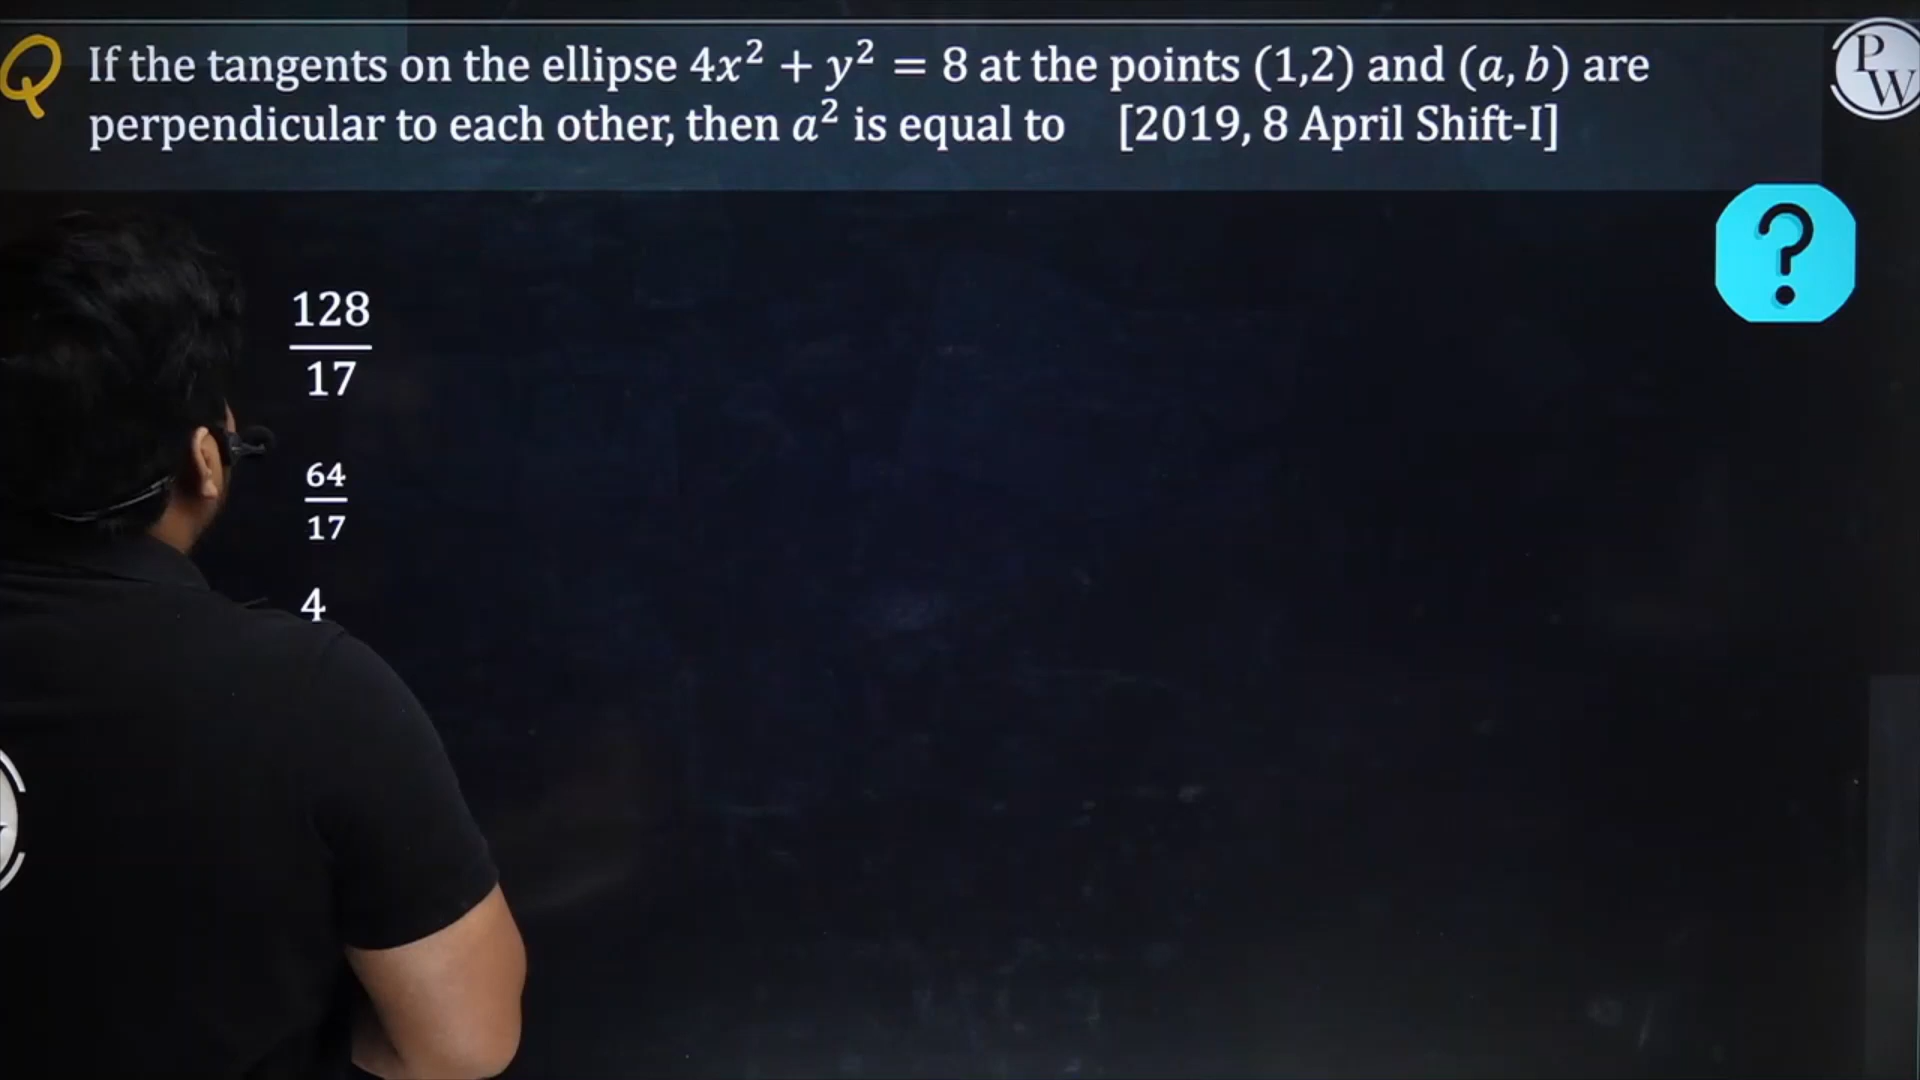 Q If the tangents on the ellipse 4x² + y² = 8 at the points (1,2) and (a, b) are
perpendicular to each other, then a² is equal to [2019, 8 April Shift-I]
PW
?
128
17
64
17
4